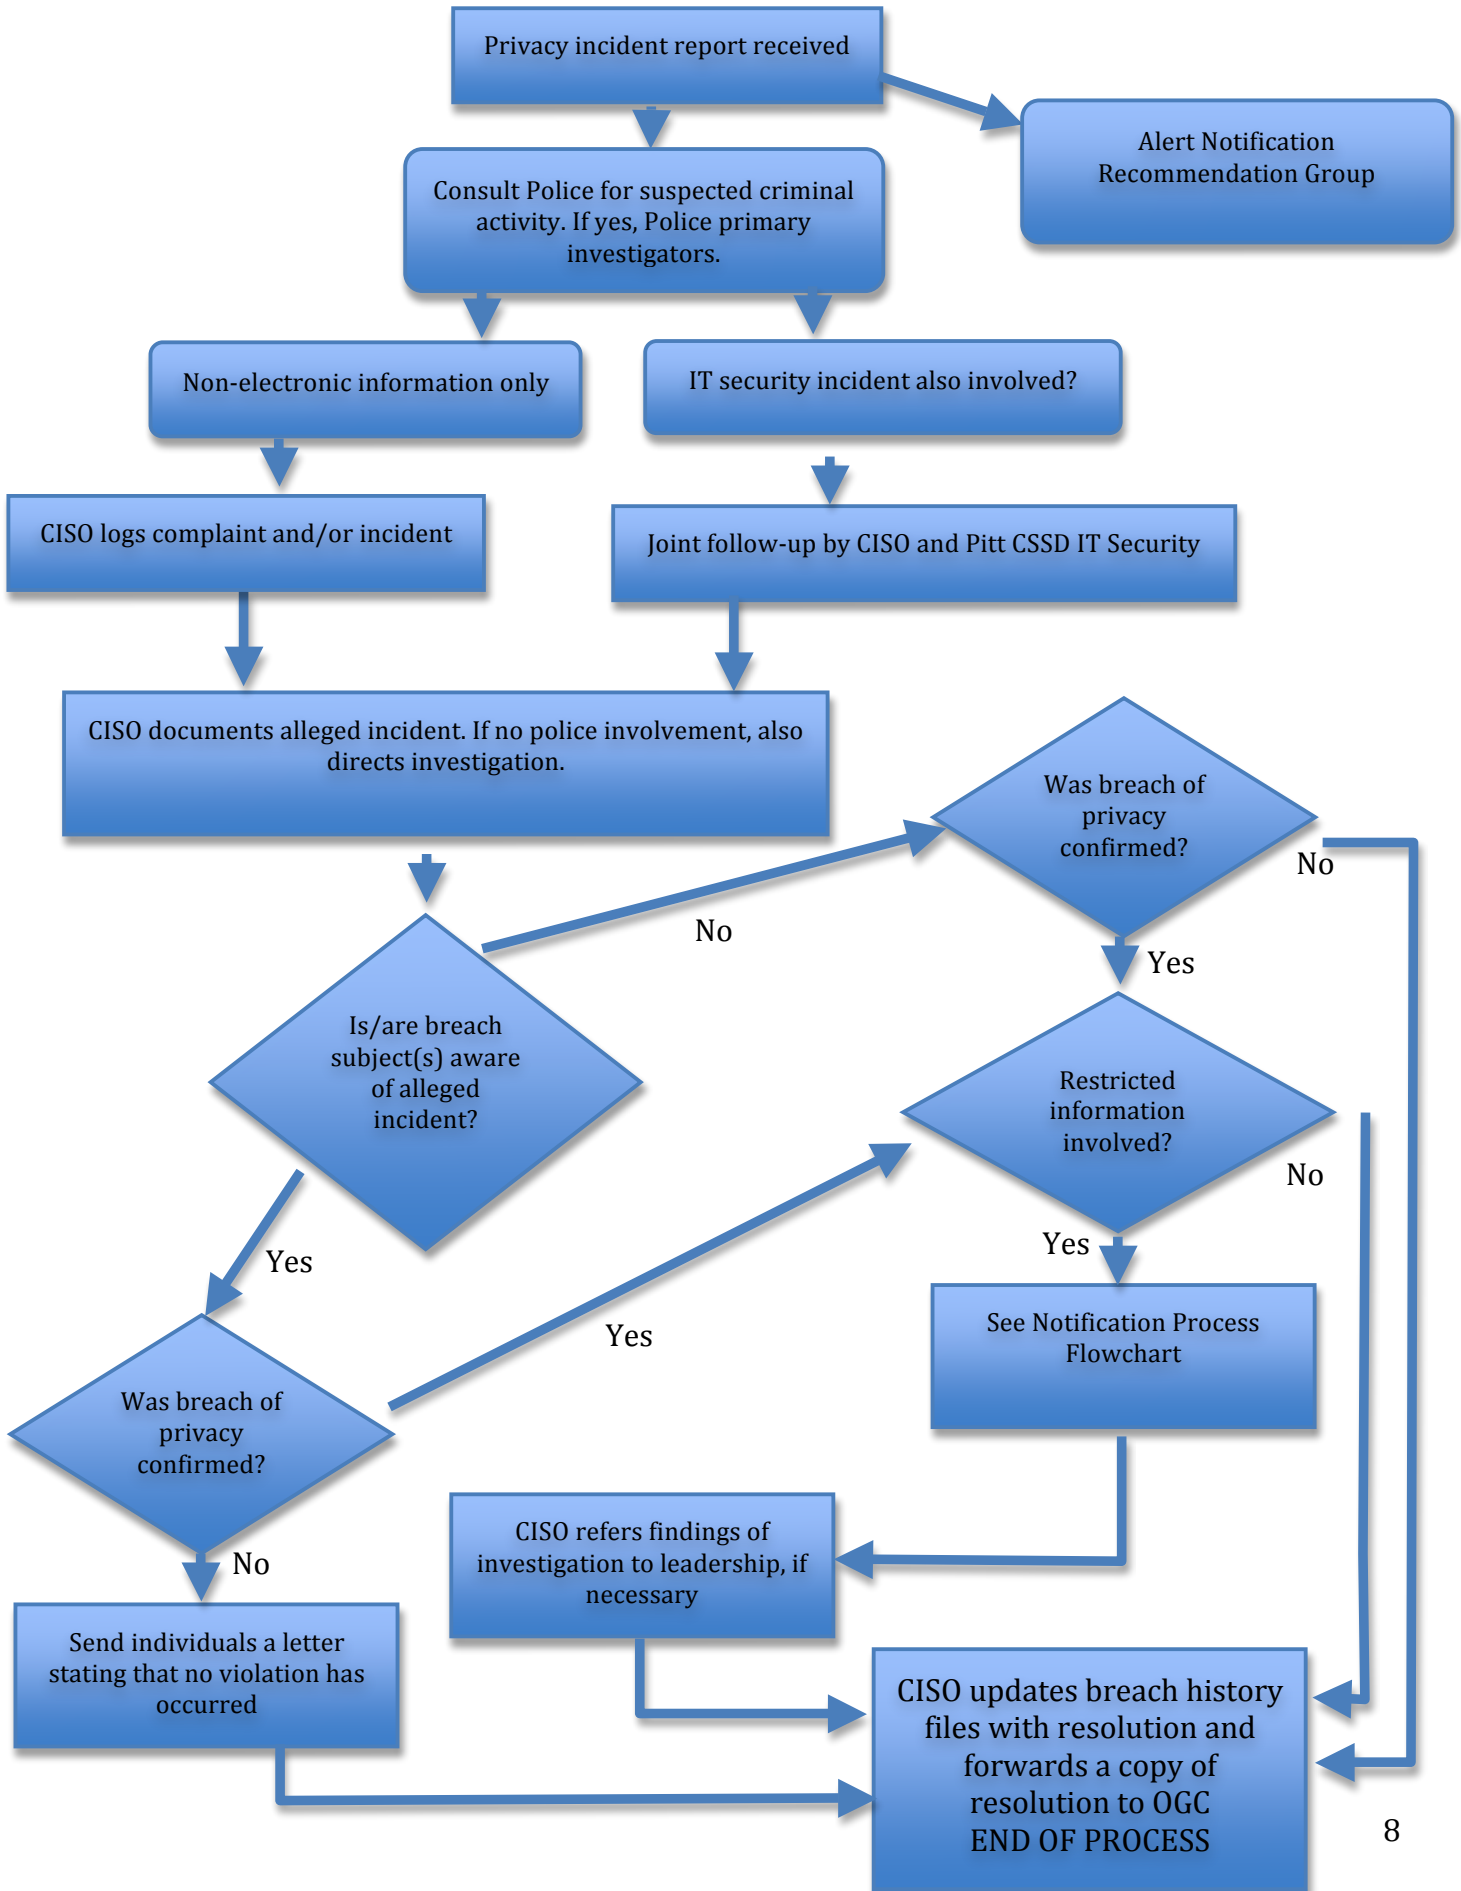 Privacy incident report received
Alert Notification
Recommendation Group
Consult Police for suspected criminal
activity. If yes, Police primary
investigators.
Non-electronic information only
IT security incident also involved?
CISO logs complaint and/or incident
Joint follow-up by CISO and Pitt CSSD IT Security
CISO documents alleged incident. If no police involvement, also
directs investigation.
Was breach of
privacy
confirmed?
No
No
Yes
Is/are breach
subject(s) aware
of alleged
incident?
Restricted
information
involved?
No
Yes
Yes
See Notification Process
Flowchart
Yes
Was breach of
privacy
confirmed?
No
CISO refers findings of
investigation to leadership, if
necessary
Send individuals a letter
stating that no violation has
occurred
CISO updates breach history
files with resolution and
forwards a copy of
resolution to OGC
END OF PROCESS
8